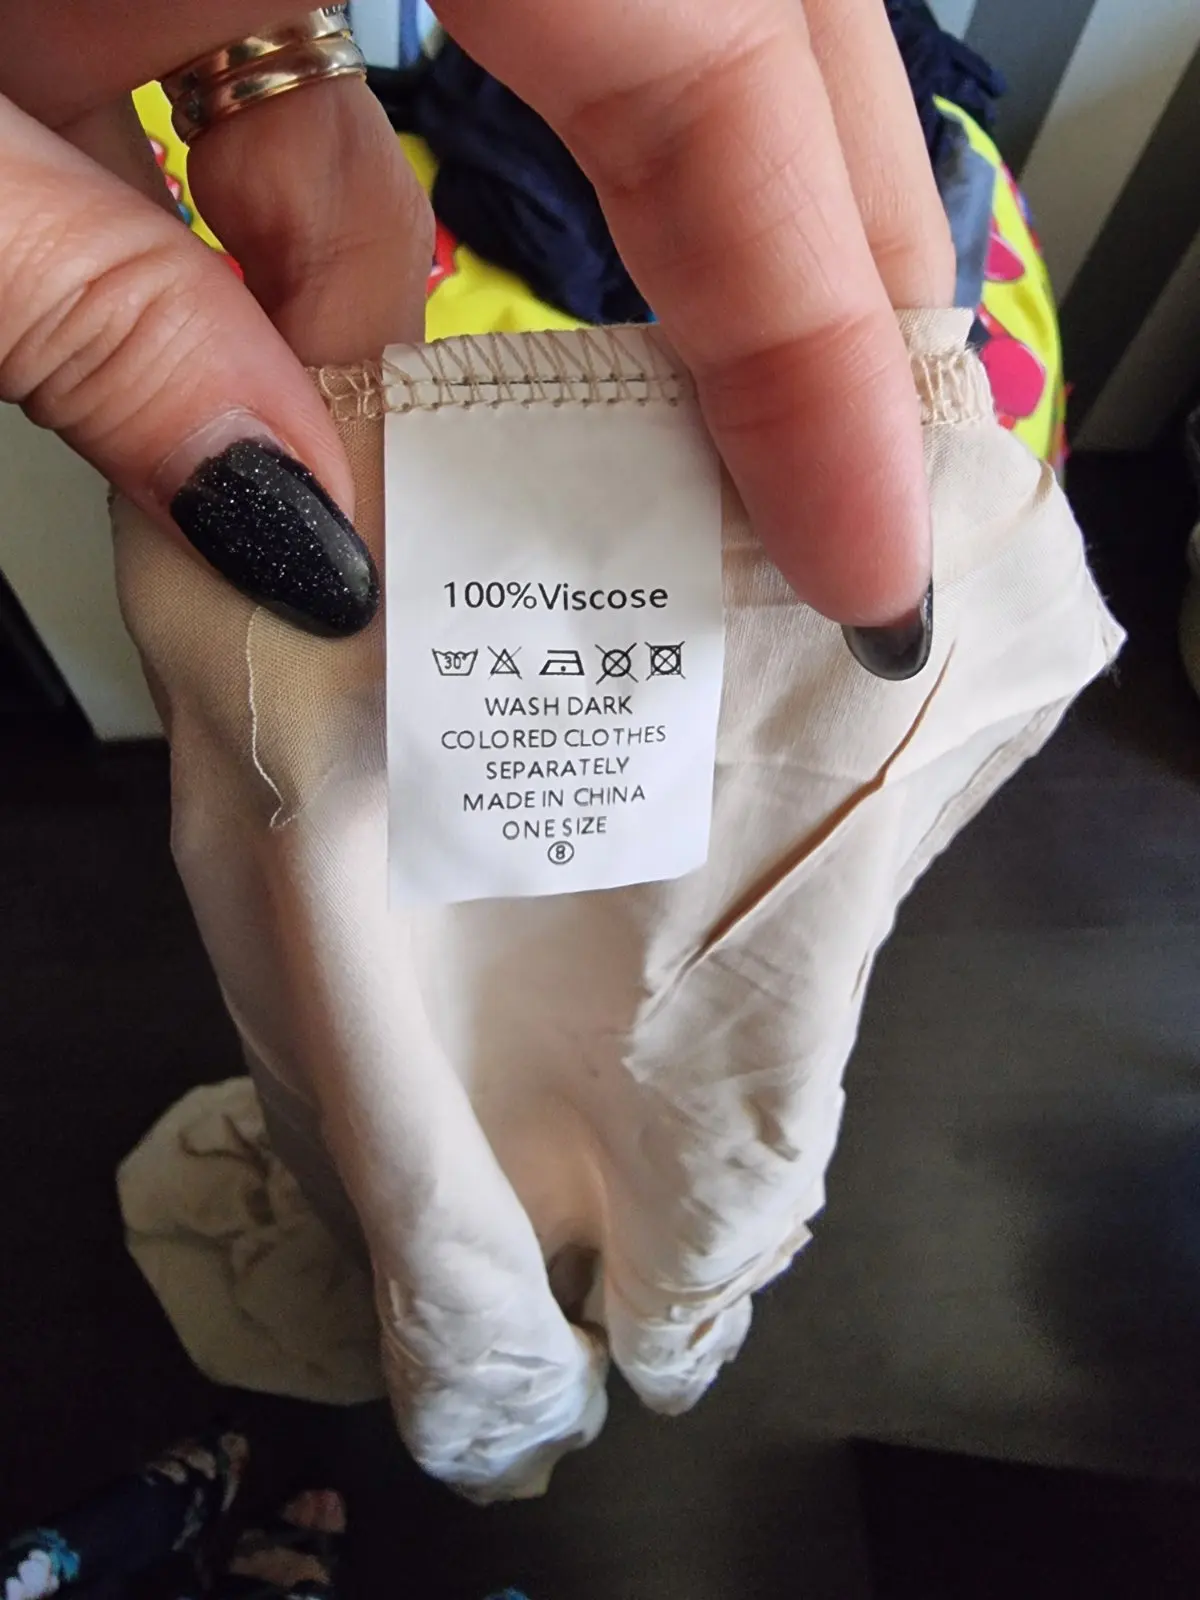 100%Viscose
30°
WASH DARK
COLORED CLOTHES
SEPARATELY
MADE IN CHINA
ONE SIZE
8